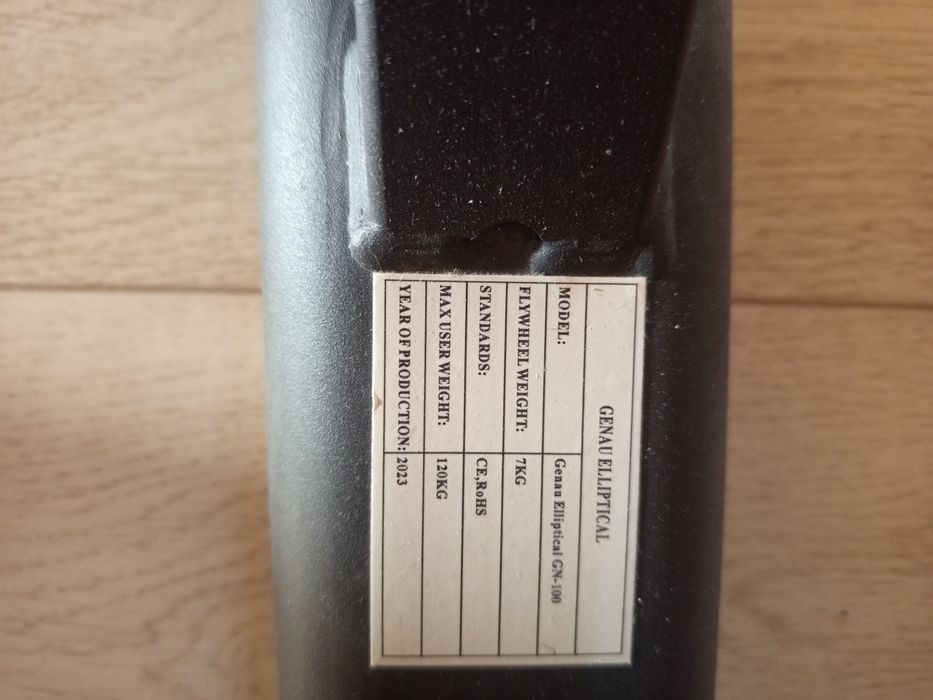 GENAU ELLIPTICAL
MODEL: Genau Elliptical GN-100
FLYWHEEL WEIGHT: 7KG
STANDARDS: CE,RoHS
MAX USER WEIGHT: 120KG
YEAR OF PRODUCTION: 2023